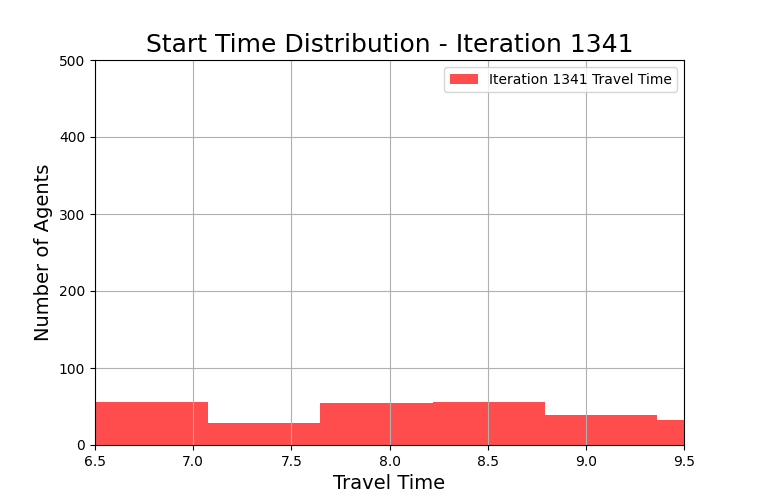 Start Time Distribution - Iteration 1341
Iteration 1341 Travel Time
Number of Agents
500
400
300
200
100
0
6.5 7.0 7.5 8.0 8.5 9.0 9.5
Travel Time